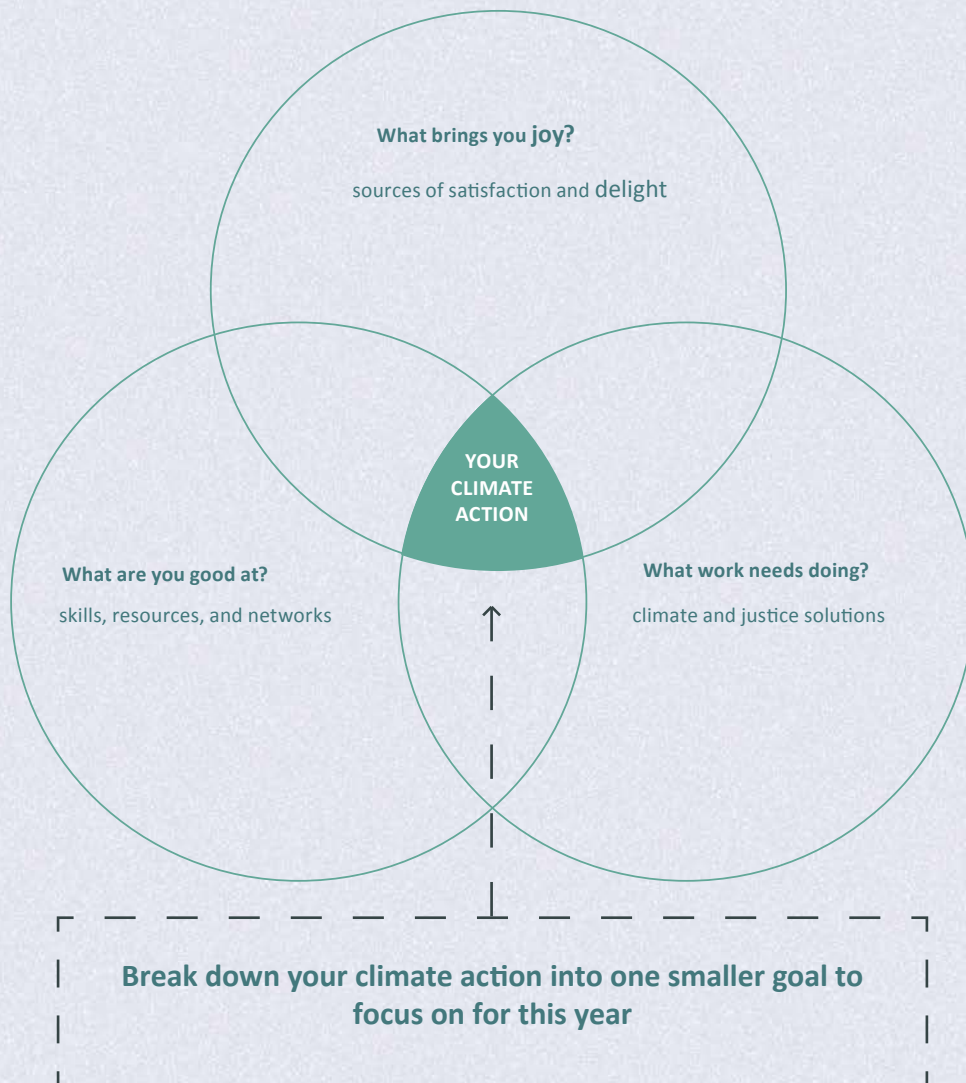 What brings you joy?
sources of satisfaction and delight
YOUR
CLIMATE
ACTION
What are you good at?
skills, resources, and networks
What work needs doing?
climate and justice solutions
Break down your climate action into one smaller goal to
focus on for this year